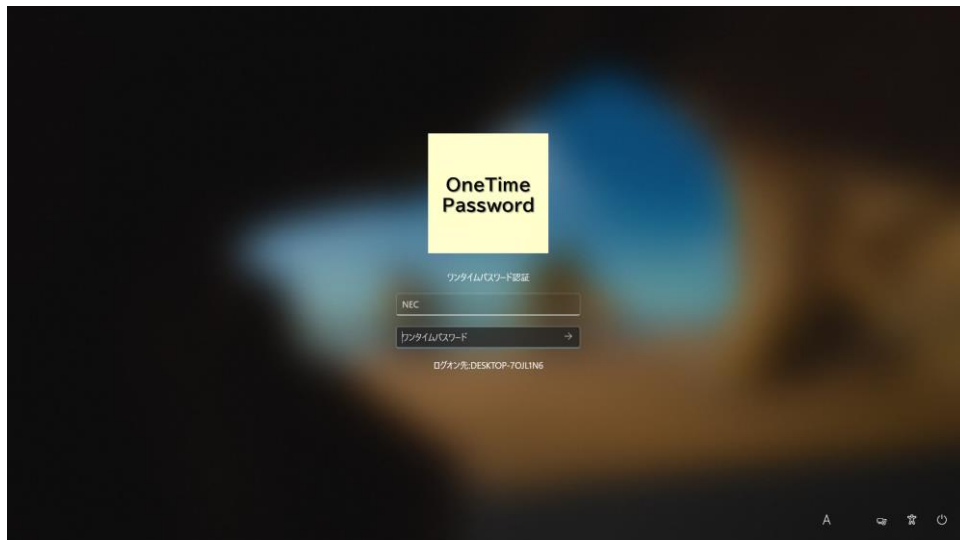 OneTime
Password
ワンタイムパスワード認証
NEC
ワンタイムパスワード
ログオン先:DESKTOP-7OJL1N6
A